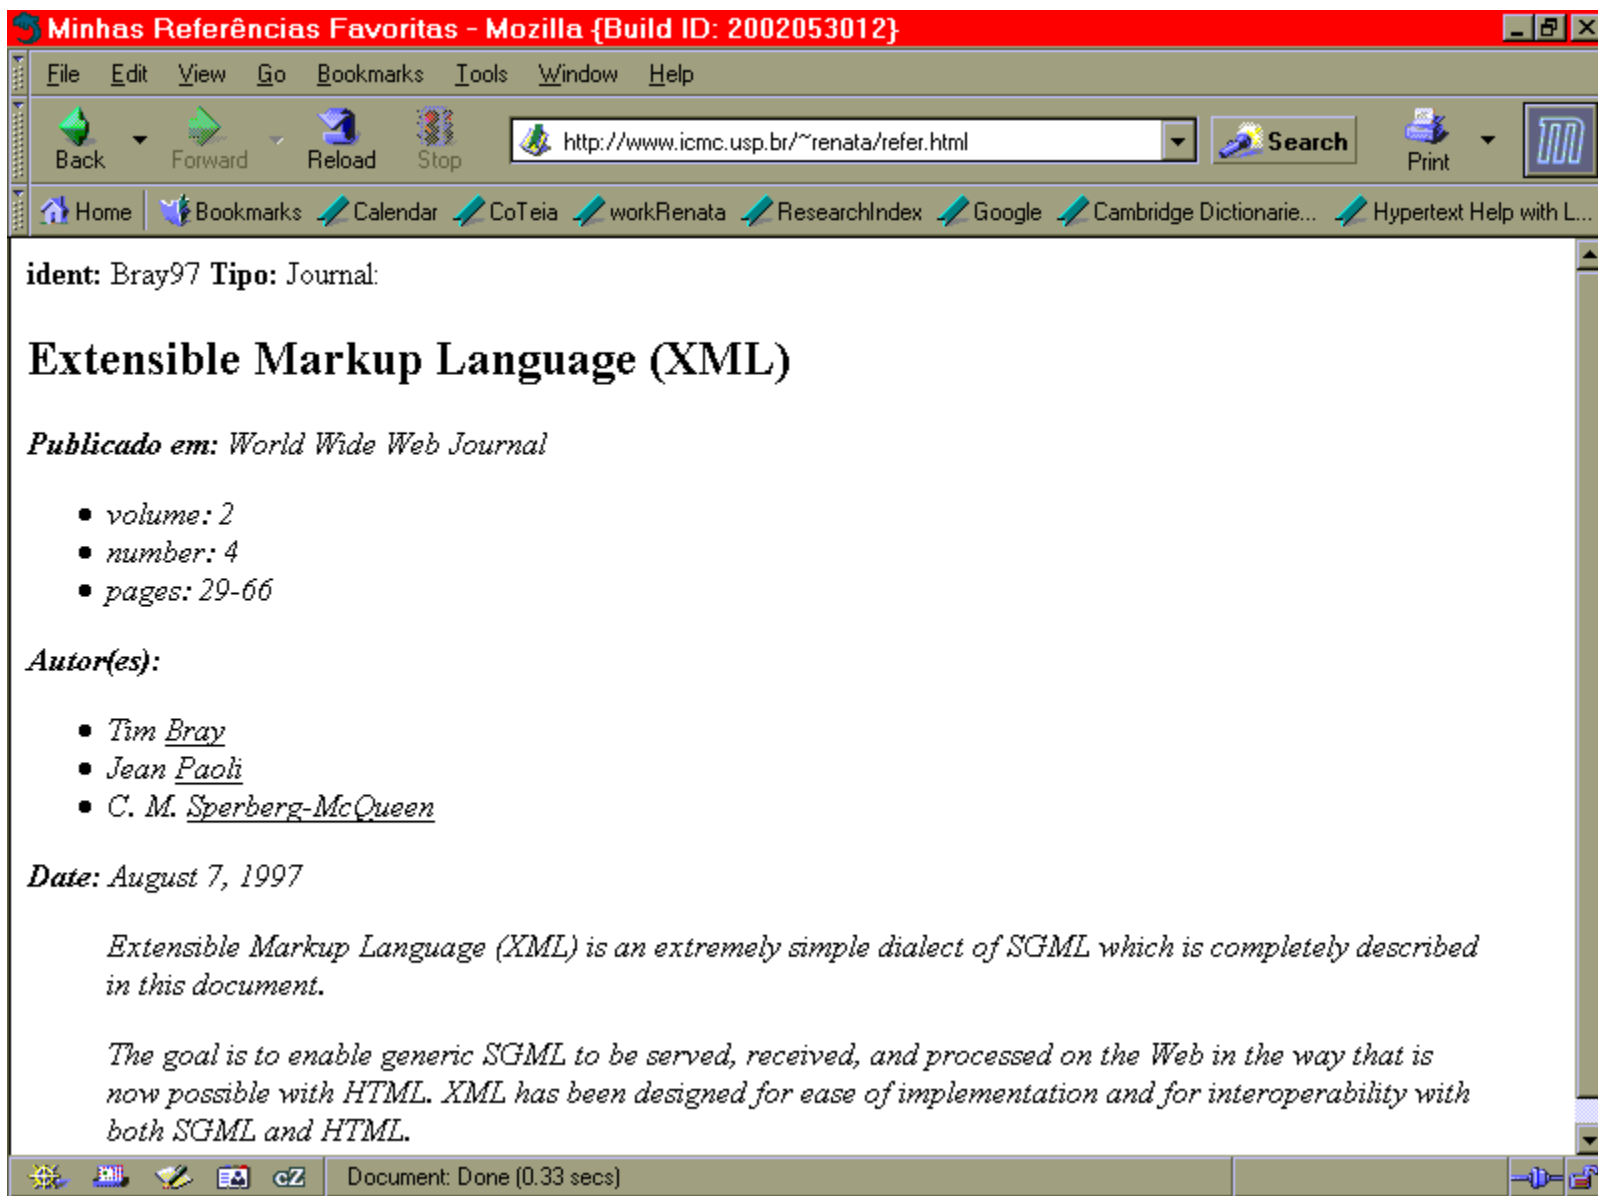 Minhas Referências Favoritas - Mozilla {Build ID: 2002053012}
File Edit View Go Bookmarks Tools Window Help
Back Forward Reload Stop http://www.icmc.usp.br/~renata/refer.html Search Print
Home Bookmarks Calendar CoTeia workRenata ResearchIndex Google Cambridge Dictionarie... Hypertext Help with L...
ident: Bray97 Tipo: Journal:
Extensible Markup Language (XML)
Publicado em: World Wide Web Journal
volume: 2
number: 4
pages: 29-66
Autor(es):
Tim Bray
Jean Paoli
C. M. Sperberg-McQueen
Date: August 7, 1997
Extensible Markup Language (XML) is an extremely simple dialect of SGML which is completely described
in this document.
The goal is to enable generic SGML to be served, received, and processed on the Web in the way that is
now possible with HTML. XML has been designed for ease of implementation and for interoperability with
both SGML and HTML.
cZ Document: Done (0.33 secs)